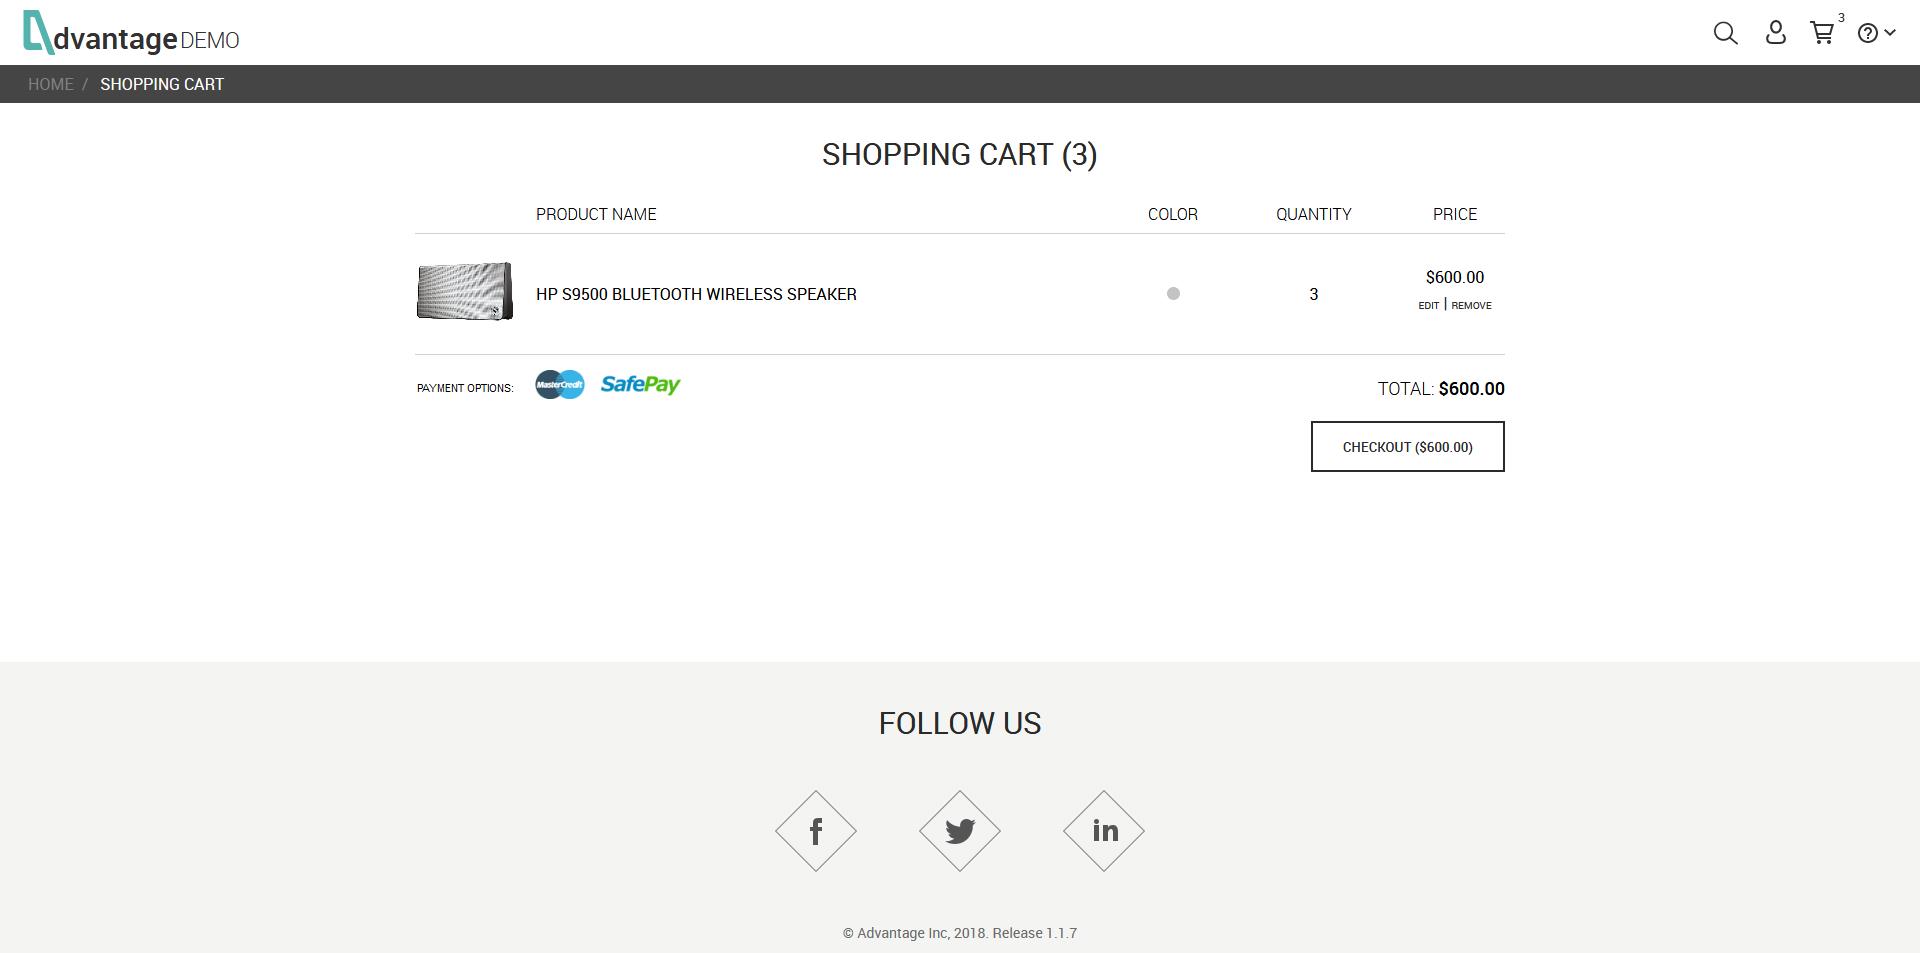 dvantage DEMO
3
HOME / SHOPPING CART
SHOPPING CART (3)
PRODUCT NAME COLOR QUANTITY PRICE
HP S9500 BLUETOOTH WIRELESS SPEAKER 3 $600.00
EDIT | REMOVE
PAYMENT OPTIONS: MasterCredit SafePay TOTAL: $600.00
CHECKOUT ($600.00)
FOLLOW US
f in
© Advantage Inc, 2018. Release 1.1.7